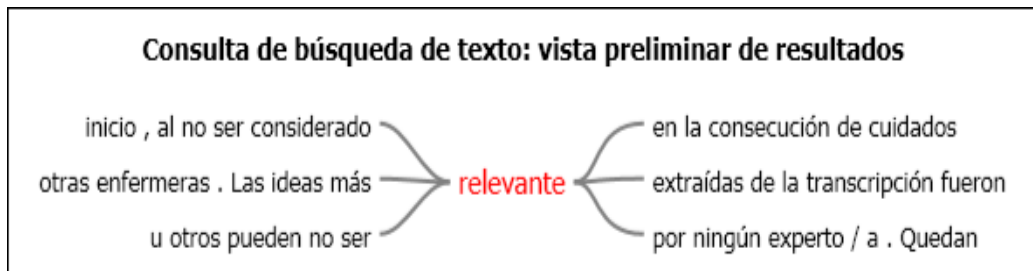 Consulta de búsqueda de texto: vista preliminar de resultados
inicio , al no ser considerado
otras enfermeras . Las ideas más
u otros pueden no ser
relevante
en la consecución de cuidados
extraídas de la transcripción fueron
por ningún experto / a . Quedan